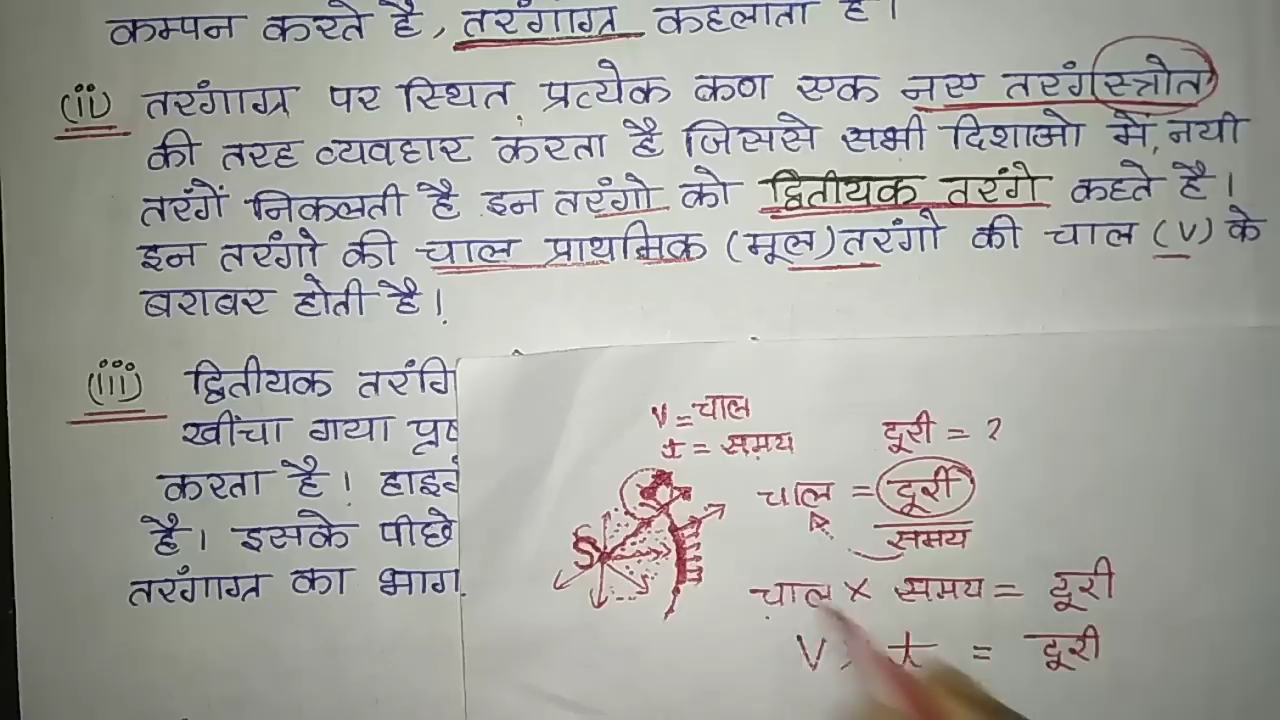 कम्पन करते है, तरंगाग्र कहलाता है।
(ii) तरंगाग्र पर स्थित प्रत्येक कण एक नए तरंगस्त्रोत
की तरह व्यवहार करता है जिससे सभी दिशाओ में नयी
तरंगें निकलती है इन तरंगो को द्वितीयक तरंगे कहते है।
इन तरंगो की चाल प्राथमिक (मूल) तरंगो की चाल (v) के
बराबर होती है।
(iii) द्वितीयक
खींचा गया
करता है।
है। इसके पीछे
तरंगाग्र का भाग
v = चाल
t = समय
दूरी = ?
चाल = दूरी
समय
S
चाल × समय = दूरी
V × t = दूरी